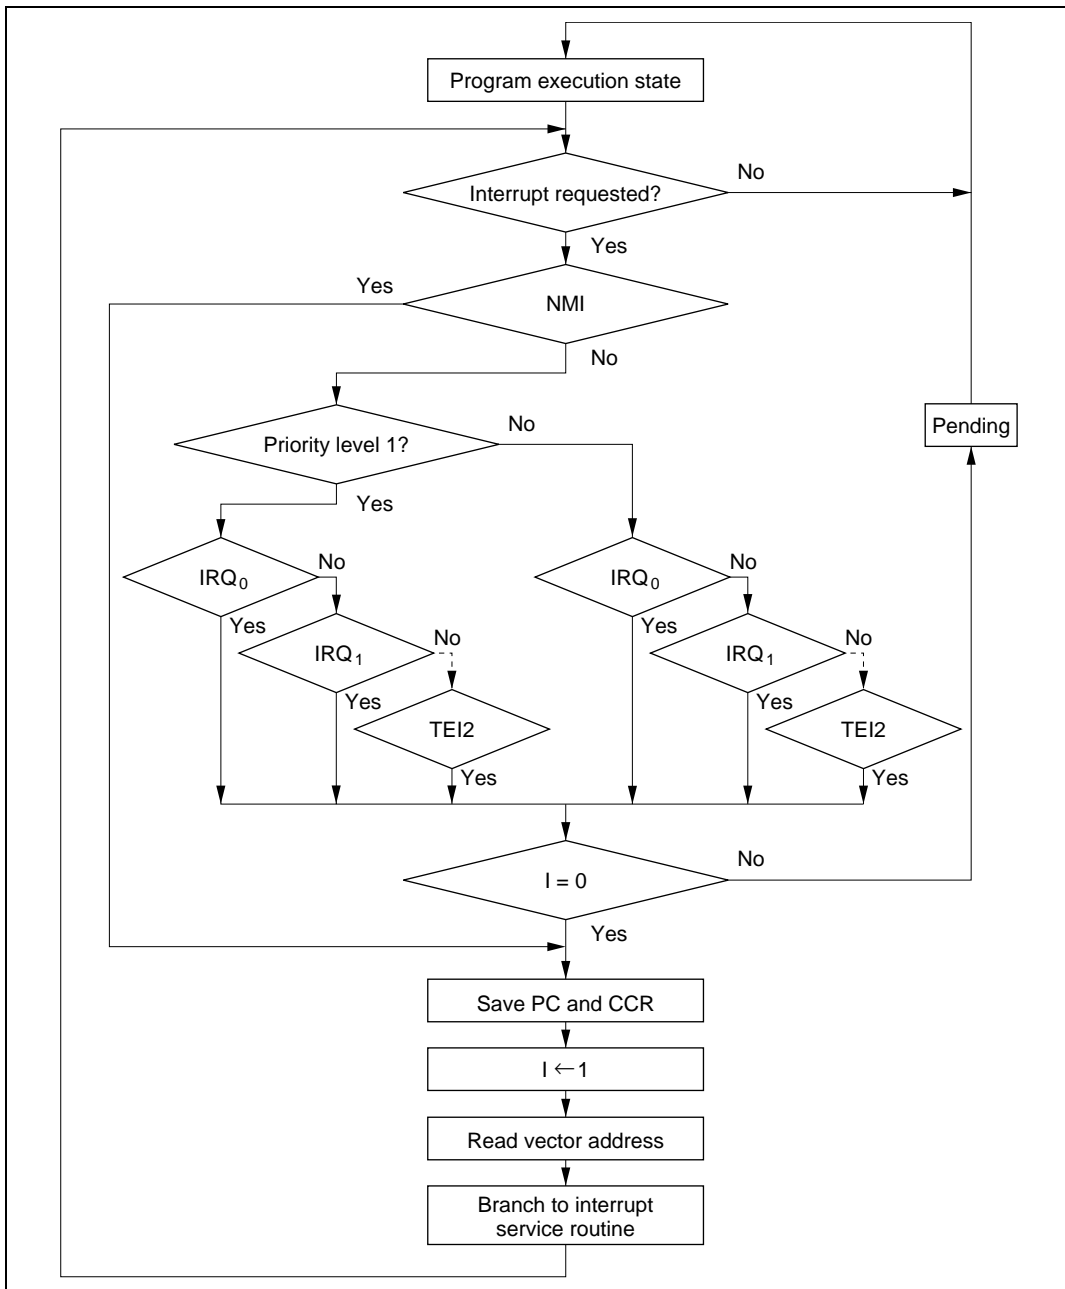 Program execution state
Interrupt requested?
No
Yes
Yes
NMI
No
Priority level 1?
No
Pending
Yes
IRQ0
No
IRQ0
No
Yes
IRQ1
No
Yes
IRQ1
No
Yes
TEI2
Yes
TEI2
Yes
Yes
I = 0
No
Yes
Save PC and CCR
I ← 1
Read vector address
Branch to interrupt
service routine